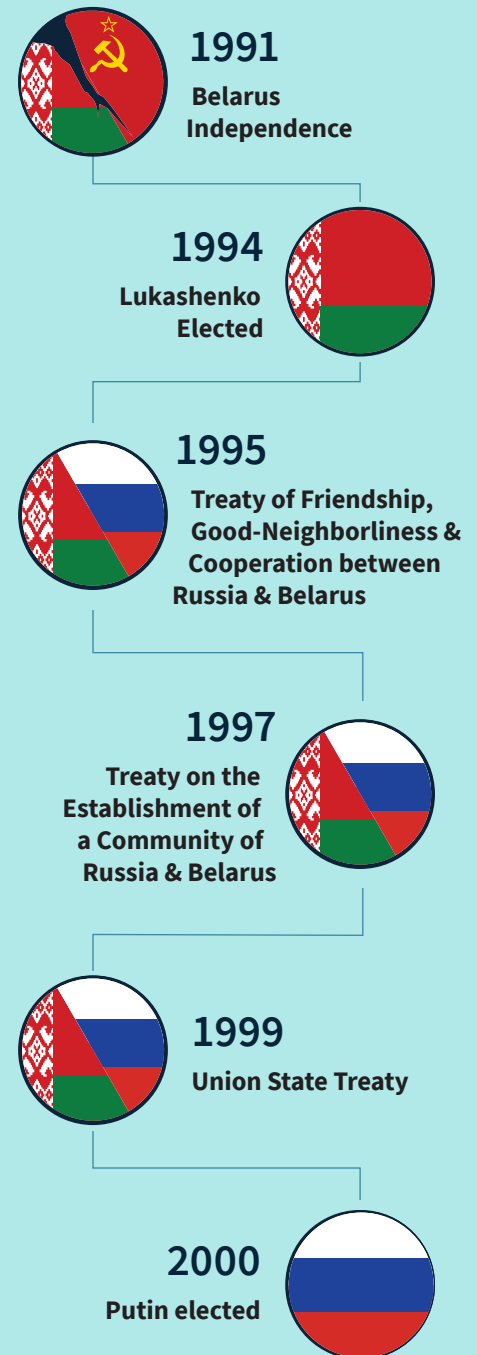 1991
Belarus
Independence
1994
Lukashenko
Elected
1995
Treaty of Friendship,
Good-Neighborliness &
Cooperation between
Russia & Belarus
1997
Treaty on the
Establishment of
a Community of
Russia & Belarus
1999
Union State Treaty
2000
Putin elected